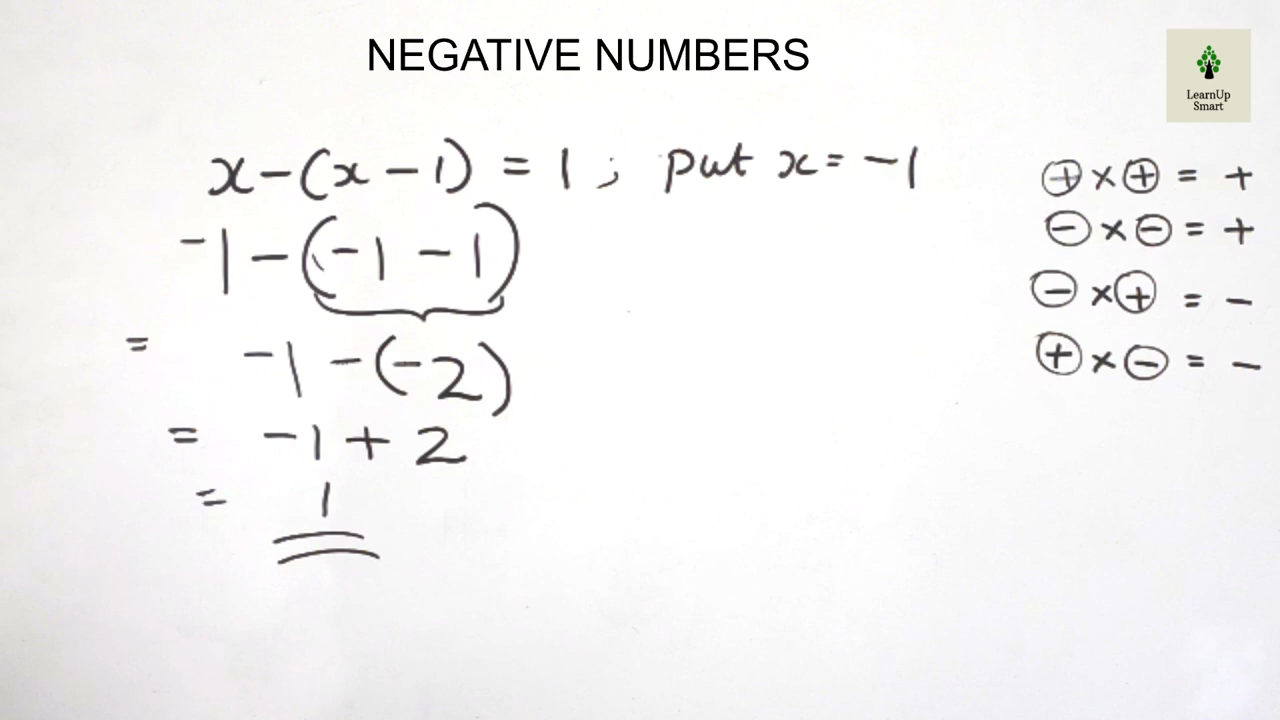 NEGATIVE NUMBERS
LearnUp
Smart
x-(x-1) = 1 ; put x = -1
-1-(-1-1)
= -1-(-2)
= -1+2
= 1
⊕ × ⊕ = +
⊖ × ⊖ = +
⊖ × ⊕ = -
⊕ × ⊖ = -